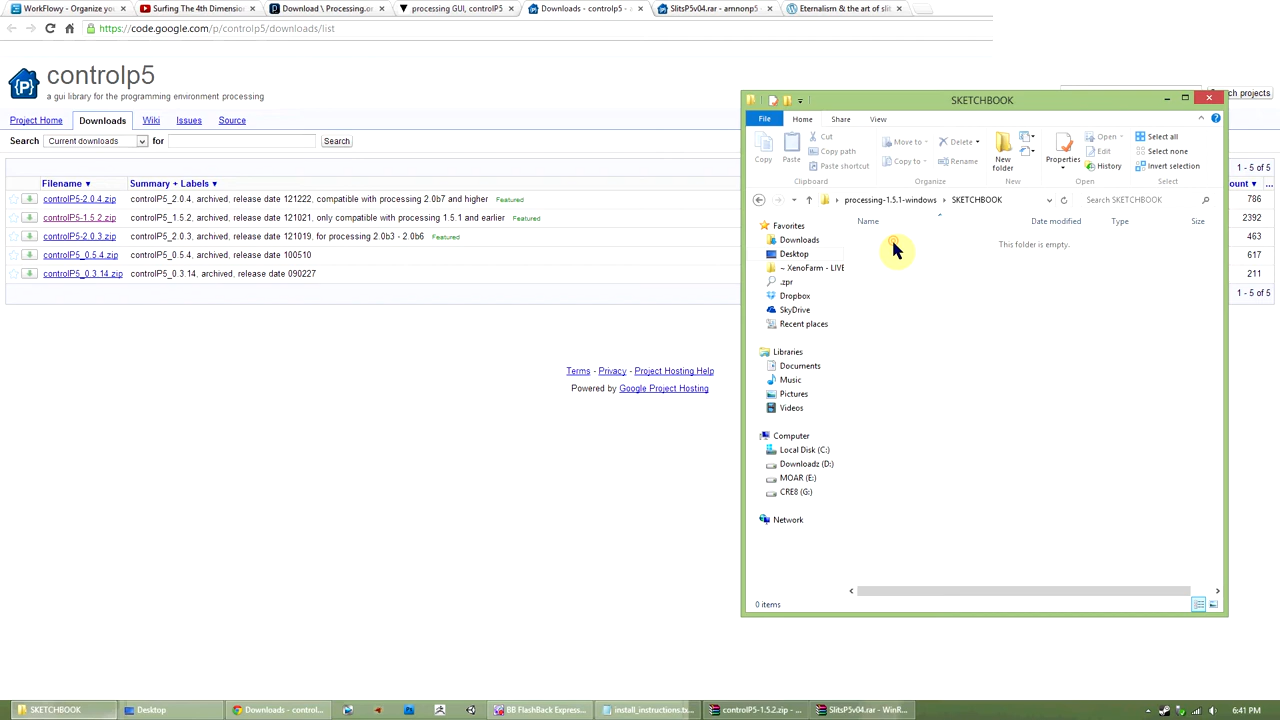 WorkFlowy - Organize you
Surfing The 4th Dimension
Download \ Processing.or
processing GUI, controlP5
Downloads - controlp5 -
SlitsP5v04.rar - amnonp5
Eternalism & the art of slit
https://code.google.com/p/controlp5/downloads/list
controlp5
a gui library for the programming environment processing
ch projects
Project Home
Downloads
Wiki
Issues
Source
Search
Current downloads
for
Search
1 - 5 of 5
Filename ▼
Summary + Labels ▼
ount ▼
...
controlP5-2.0.4.zip
controlP5_2.0.4, archived, release date 121222, compatible with processing 2.0b7 and higher
Featured
786
controlP5-1.5.2.zip
controlP5_1.5.2, archived, release date 121021, only compatible with processing 1.5.1 and earlier
Featured
2392
controlP5-2.0.3.zip
controlP5_2.0.3, archived, release date 121019, for processing 2.0b3 - 2.0b6
Featured
463
controlP5_0.5.4.zip
controlP5_0.5.4, archived, release date 100510
617
controlP5_0.3.14.zip
controlP5_0.3.14, archived, release date 090227
211
1 - 5 of 5
Terms - Privacy - Project Hosting Help
Powered by Google Project Hosting
SKETCHBOOK
File
Home
Share
View
Copy
Paste
Cut
Copy path
Paste shortcut
Clipboard
Move to
Copy to
Delete
Rename
Organize
New folder
New
Properties
Open
Edit
History
Open
Select all
Select none
Invert selection
Select
processing-1.5.1-windows
SKETCHBOOK
Search SKETCHBOOK
Name
Date modified
Type
Size
This folder is empty.
Favorites
Downloads
Desktop
~ XenoFarm - LIVE
.zpr
Dropbox
SkyDrive
Recent places
Libraries
Documents
Music
Pictures
Videos
Computer
Local Disk (C:)
Downloadz (D:)
MOAR (E:)
CRE8 (G:)
Network
0 items
SKETCHBOOK
Desktop
Downloads - control...
BB FlashBack Expres...
install_instructions.tx...
controlP5-1.5.2.zip - ...
SlitsP5v04.rar - WinR...
6:41 PM